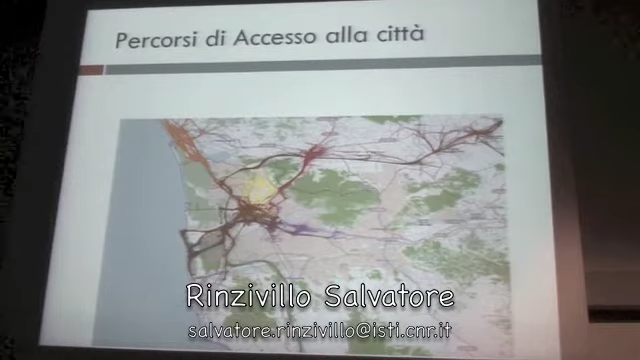 Percorsi di Accesso alla città
Rinzivillo Salvatore
salvatore.rinzivillo@isti.cnr.it